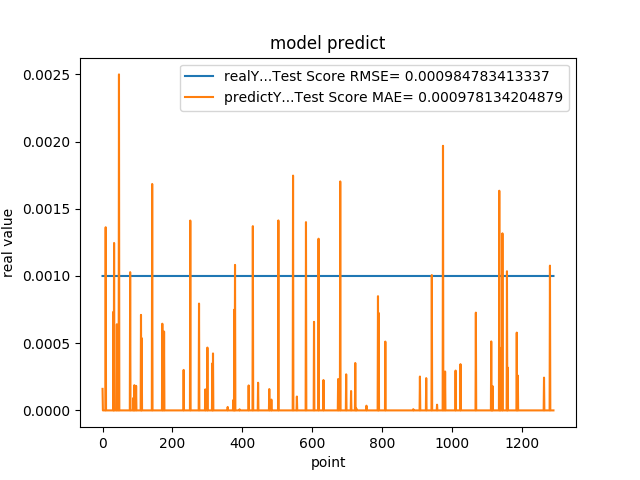 model predict
realY...Test Score RMSE= 0.000984783413337
predictY...Test Score MAE= 0.000978134204879
real value
0.0025
0.0020
0.0015
0.0010
0.0005
0.0000
0 200 400 600 800 1000 1200
point